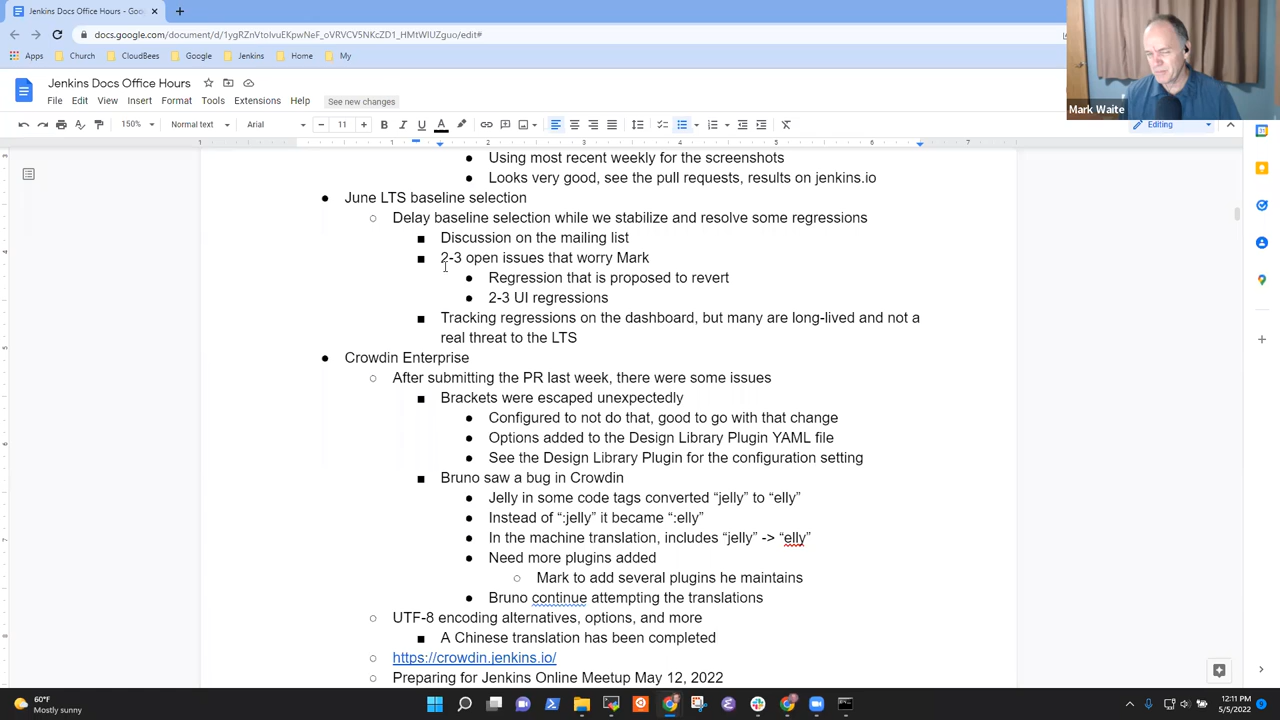 Jenkins Docs Office Hours - Goog
docs.google.com/document/d/1ygRZnVtoIvuEKpwNeF_oVRVCV5NKcZD1_HMtWIUZguo/edit#
Apps Church CloudBees Google Jenkins Home My
Jenkins Docs Office Hours
File Edit View Insert Format Tools Extensions Help See new changes
Mark Waite
150% Normal text Arial 11 Editing
Using most recent weekly for the screenshots
Looks very good, see the pull requests, results on jenkins.io
June LTS baseline selection
Delay baseline selection while we stabilize and resolve some regressions
Discussion on the mailing list
2-3 open issues that worry Mark
Regression that is proposed to revert
2-3 UI regressions
Tracking regressions on the dashboard, but many are long-lived and not a
real threat to the LTS
Crowdin Enterprise
After submitting the PR last week, there were some issues
Brackets were escaped unexpectedly
Configured to not do that, good to go with that change
Options added to the Design Library Plugin YAML file
See the Design Library Plugin for the configuration setting
Bruno saw a bug in Crowdin
Jelly in some code tags converted “jelly” to “elly”
Instead of “:jelly” it became “:elly”
In the machine translation, includes “jelly” -> “elly”
Need more plugins added
Mark to add several plugins he maintains
Bruno continue attempting the translations
UTF-8 encoding alternatives, options, and more
A Chinese translation has been completed
https://crowdin.jenkins.io/
Preparing for Jenkins Online Meetup May 12, 2022
60°F
Mostly sunny
12:11 PM
5/5/2022